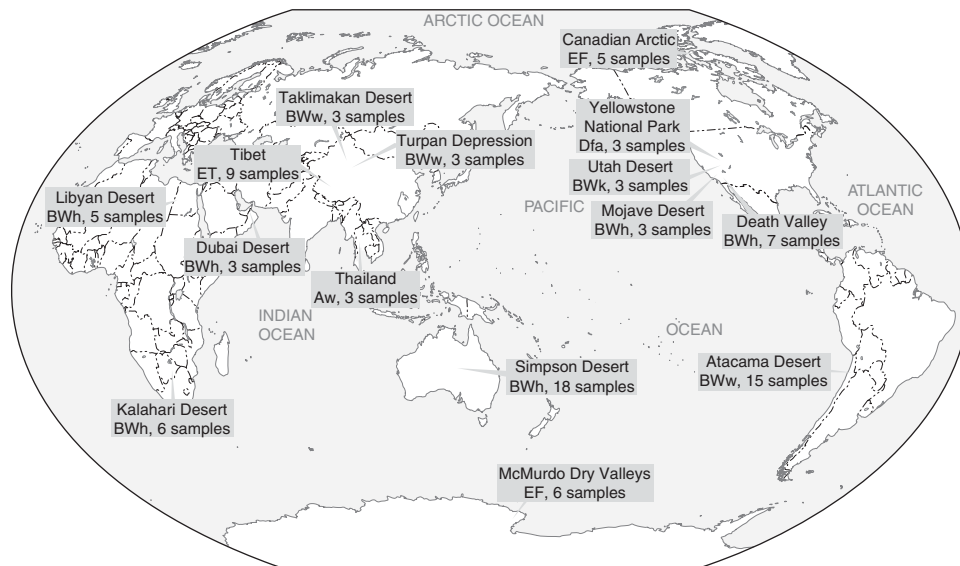 ARCTIC OCEAN
Canadian Arctic
EF, 5 samples
Taklimakan Desert
BWw, 3 samples
Yellowstone
National Park
Dfa, 3 samples
Turpan Depression
BWw, 3 samples
Tibet
ET, 9 samples
Utah Desert
BWk, 3 samples
Libyan Desert
BWh, 5 samples
PACIFIC
Mojave Desert
BWh, 3 samples
ATLANTIC
OCEAN
Death Valley
BWh, 7 samples
Dubai Desert
BWh, 3 samples
Thailand
Aw, 3 samples
INDIAN
OCEAN
OCEAN
Simpson Desert
BWh, 18 samples
Atacama Desert
BWw, 15 samples
Kalahari Desert
BWh, 6 samples
McMurdo Dry Valleys
EF, 6 samples